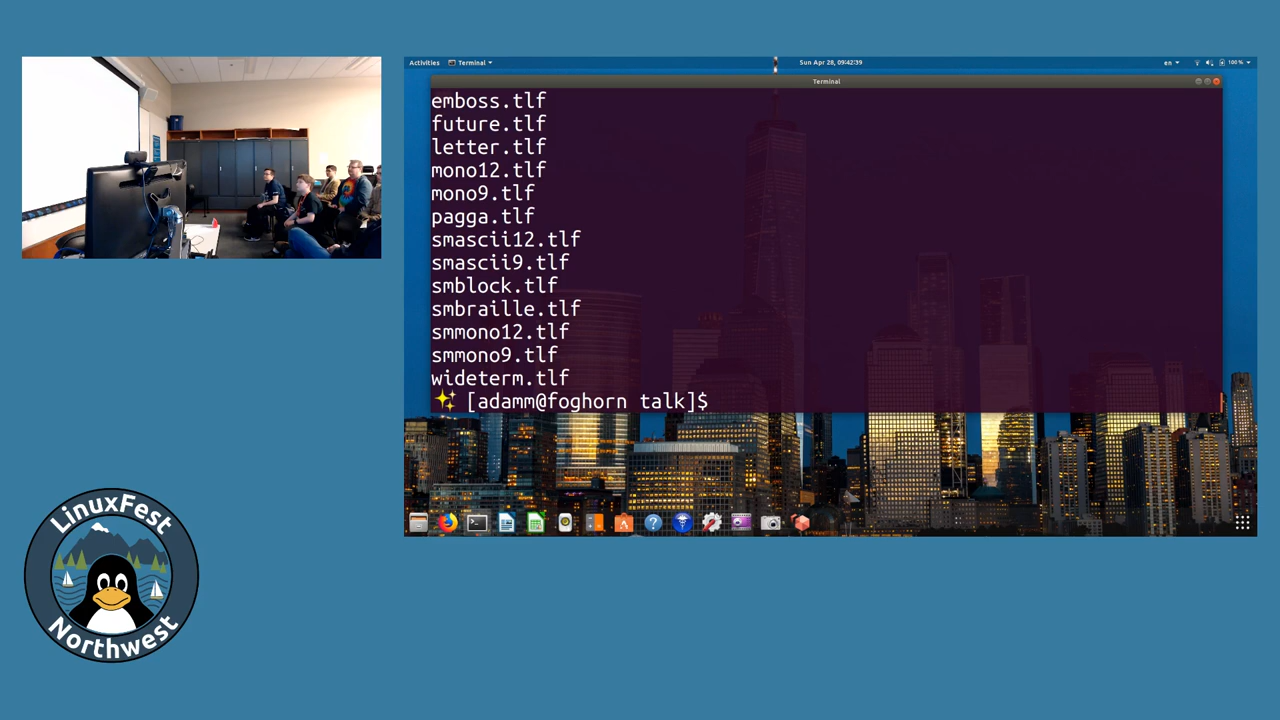 Activities
Terminal
Sun Apr 28, 09:42:39
en
100%
Terminal
emboss.tlf
future.tlf
letter.tlf
mono12.tlf
mono9.tlf
pagga.tlf
smascii12.tlf
smascii9.tlf
smblock.tlf
smbraille.tlf
smmono12.tlf
smmono9.tlf
wideterm.tlf
✨ [adamm@foghorn talk]$
LinuxFest
Northwest